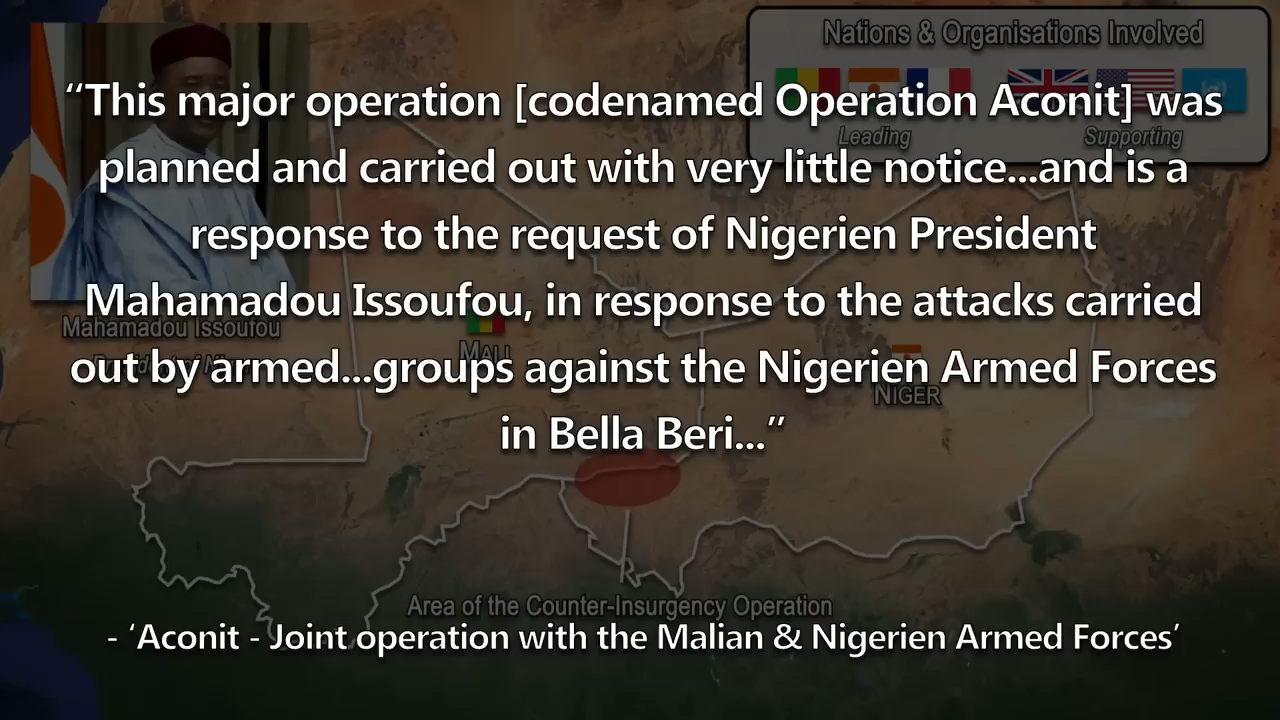 Nations & Organisations Involved
Leading
Supporting
“This major operation [codenamed Operation Aconit] was
planned and carried out with very little notice...and is a
response to the request of Nigerien President
Mahamadou Issoufou, in response to the attacks carried
out by armed...groups against the Nigerien Armed Forces
in Bella Beri...”
Mahamadou Issoufou
MALI
NIGER
Area of the Counter-Insurgency Operation
- ‘Aconit - Joint operation with the Malian & Nigerien Armed Forces’